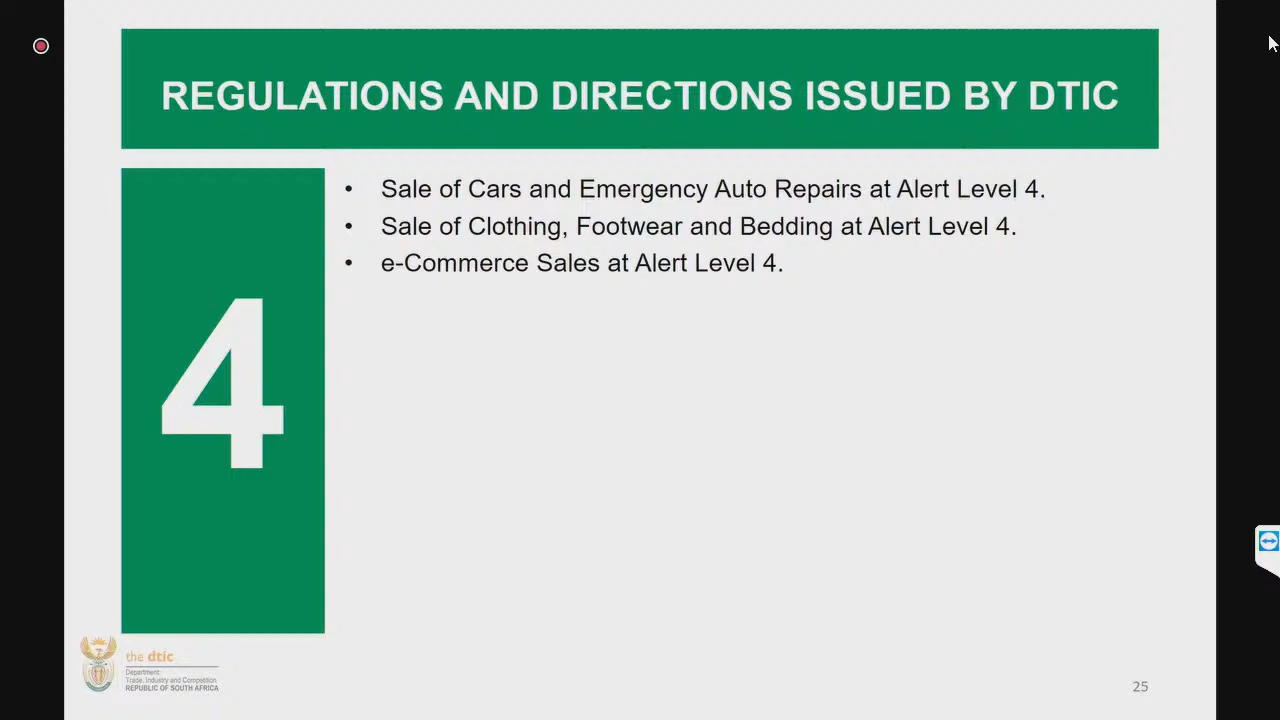 REGULATIONS AND DIRECTIONS ISSUED BY DTIC
4
• Sale of Cars and Emergency Auto Repairs at Alert Level 4.
• Sale of Clothing, Footwear and Bedding at Alert Level 4.
• e-Commerce Sales at Alert Level 4.
the dtic
Department:
Trade, Industry and Competition
REPUBLIC OF SOUTH AFRICA
25